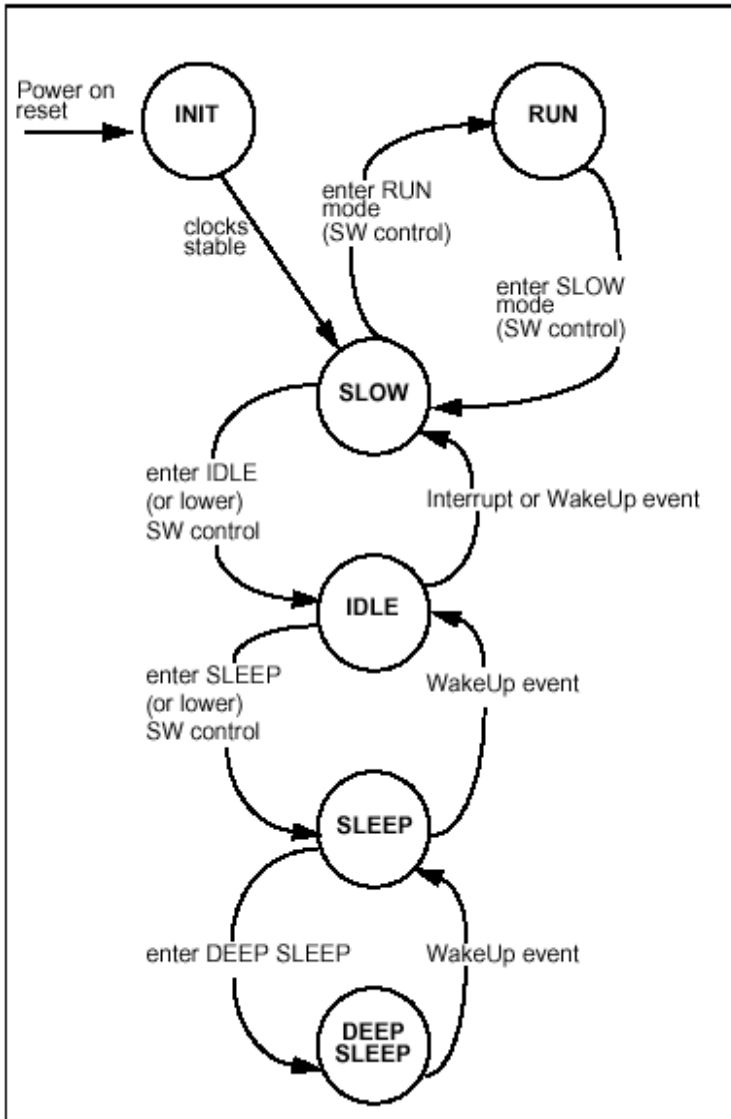 Power on
reset
INIT
RUN
clocks
stable
enter RUN
mode
(SW control)
enter SLOW
mode
(SW control)
SLOW
enter IDLE
(or lower)
SW control
Interrupt or WakeUp event
IDLE
enter SLEEP
(or lower)
SW control
WakeUp event
SLEEP
enter DEEP SLEEP
WakeUp event
DEEP
SLEEP